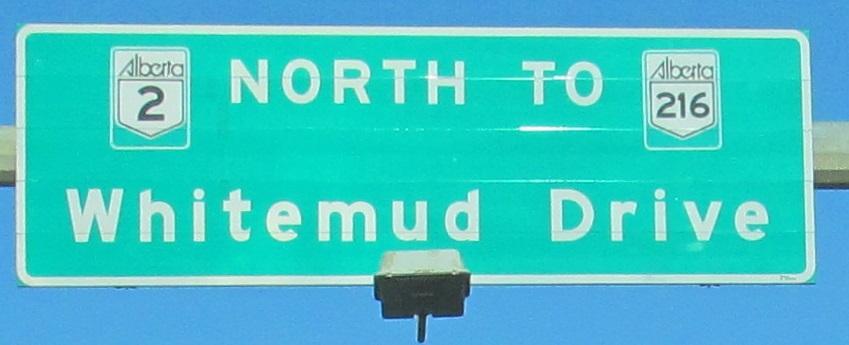 Alberta 2 NORTH TO Alberta 216
Whitemud Drive